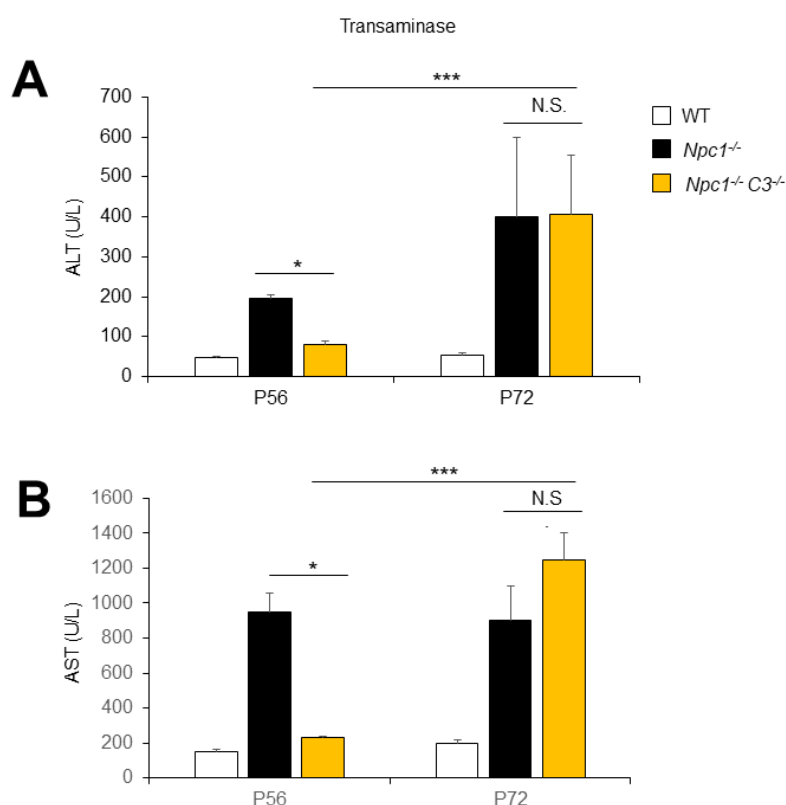 Transaminase
A
***
700
N.S.
WT
600
Npc1-/-
500
Npc1-/- C3-/-
400
ALT (U/L)
300
*
200
100
0
P56
P72
B
***
1600
N.S
1400
1200
*
1000
AST (U/L)
800
600
400
200
0
P56
P72